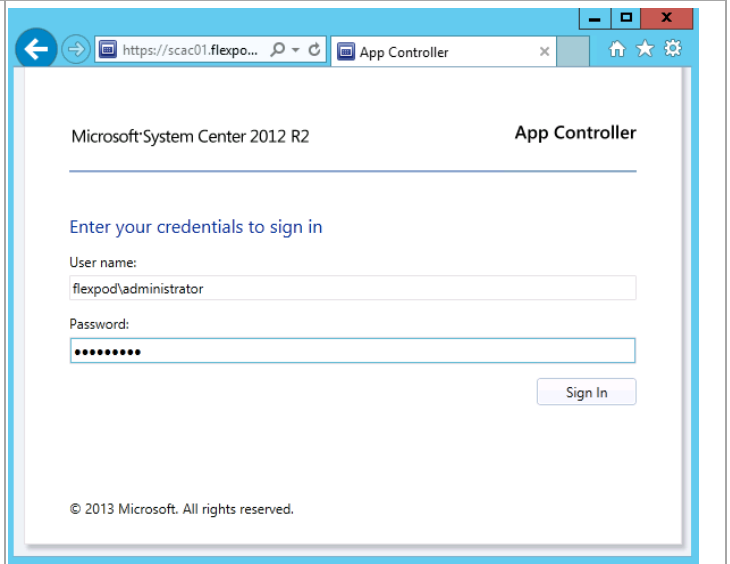 https://scac01.flexpo...
App Controller
Microsoft System Center 2012 R2
App Controller
Enter your credentials to sign in
User name:
flexpod\administrator
Password:
•••••••••
Sign In
© 2013 Microsoft. All rights reserved.